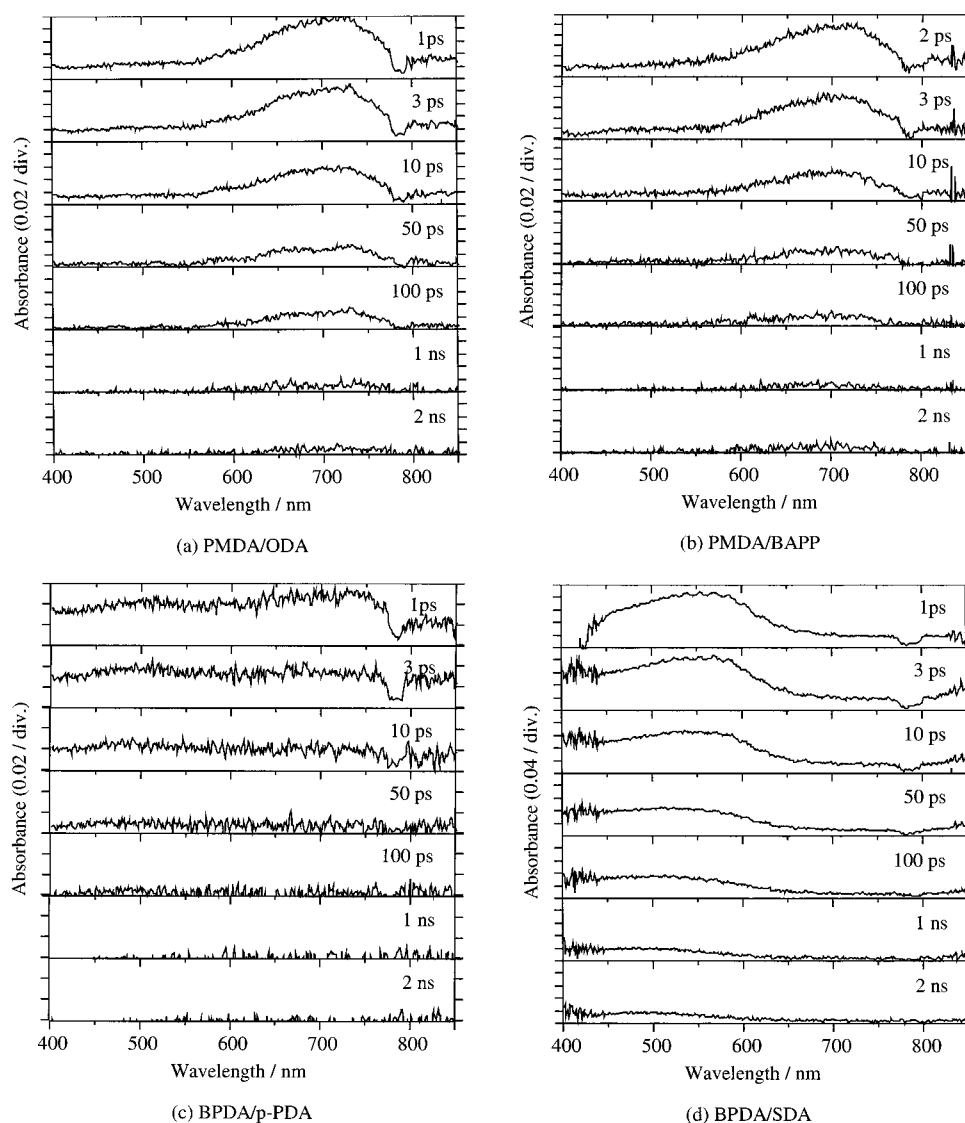 1ps
3 ps
10 ps
50 ps
100 ps
1 ns
2 ns
Absorbance (0.02 / div.)
400 500 600 700 800
Wavelength / nm
(a) PMDA/ODA
2 ps
3 ps
10 ps
50 ps
100 ps
1 ns
2 ns
Absorbance (0.02 / div.)
400 500 600 700 800
Wavelength / nm
(b) PMDA/BAPP
1ps
3 ps
10 ps
50 ps
100 ps
1 ns
2 ns
Absorbance (0.02 / div.)
400 500 600 700 800
Wavelength / nm
(c) BPDA/p-PDA
1ps
3 ps
10 ps
50 ps
100 ps
1 ns
2 ns
Absorbance (0.04 / div.)
400 500 600 700 800
Wavelength / nm
(d) BPDA/SDA